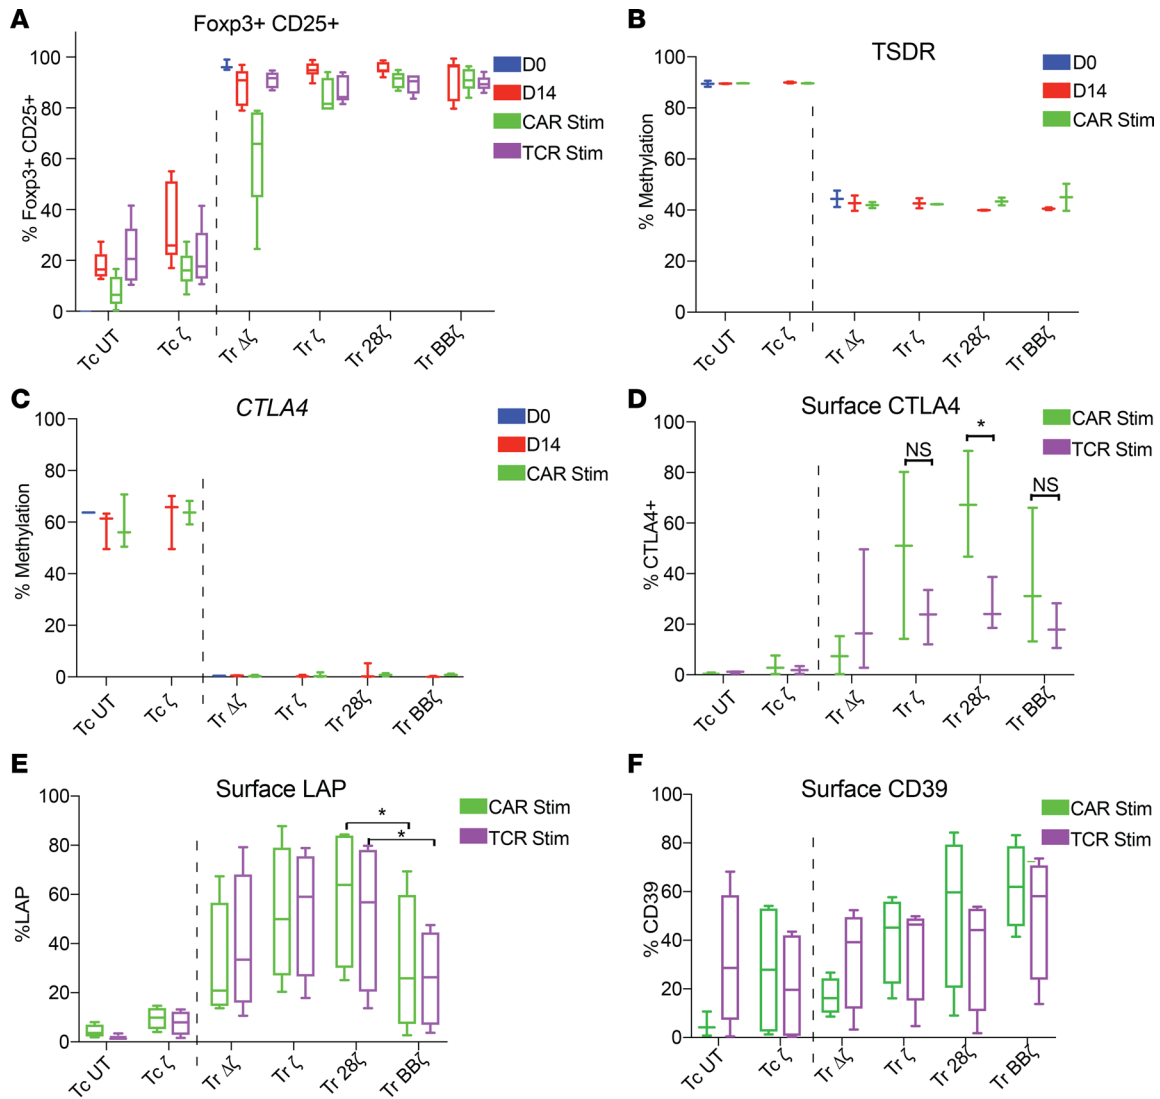 A
Foxp3+ CD25+
% Foxp3+ CD25+
100
80
60
40
20
0
D0
D14
CAR Stim
TCR Stim
Tc UT
Tc ζ
Tr Δζ
Tr ζ
Tr 28ζ
Tr BBζ
B
TSDR
% Methylation
100
80
60
40
20
0
D0
D14
CAR Stim
Tc UT
Tc ζ
Tr Δζ
Tr ζ
Tr 28ζ
Tr BBζ
C
CTLA4
% Methylation
100
80
60
40
20
0
D0
D14
CAR Stim
Tc UT
Tc ζ
Tr Δζ
Tr ζ
Tr 28ζ
Tr BBζ
D
Surface CTLA4
% CTLA4+
100
80
60
40
20
0
CAR Stim
TCR Stim
NS
*
NS
Tc UT
Tc ζ
Tr Δζ
Tr ζ
Tr 28ζ
Tr BBζ
E
Surface LAP
%LAP
100
80
60
40
20
0
CAR Stim
TCR Stim
*
*
Tc UT
Tc ζ
Tr Δζ
Tr ζ
Tr 28ζ
Tr BBζ
F
Surface CD39
% CD39
100
80
60
40
20
0
CAR Stim
TCR Stim
Tc UT
Tc ζ
Tr Δζ
Tr ζ
Tr 28ζ
Tr BBζ